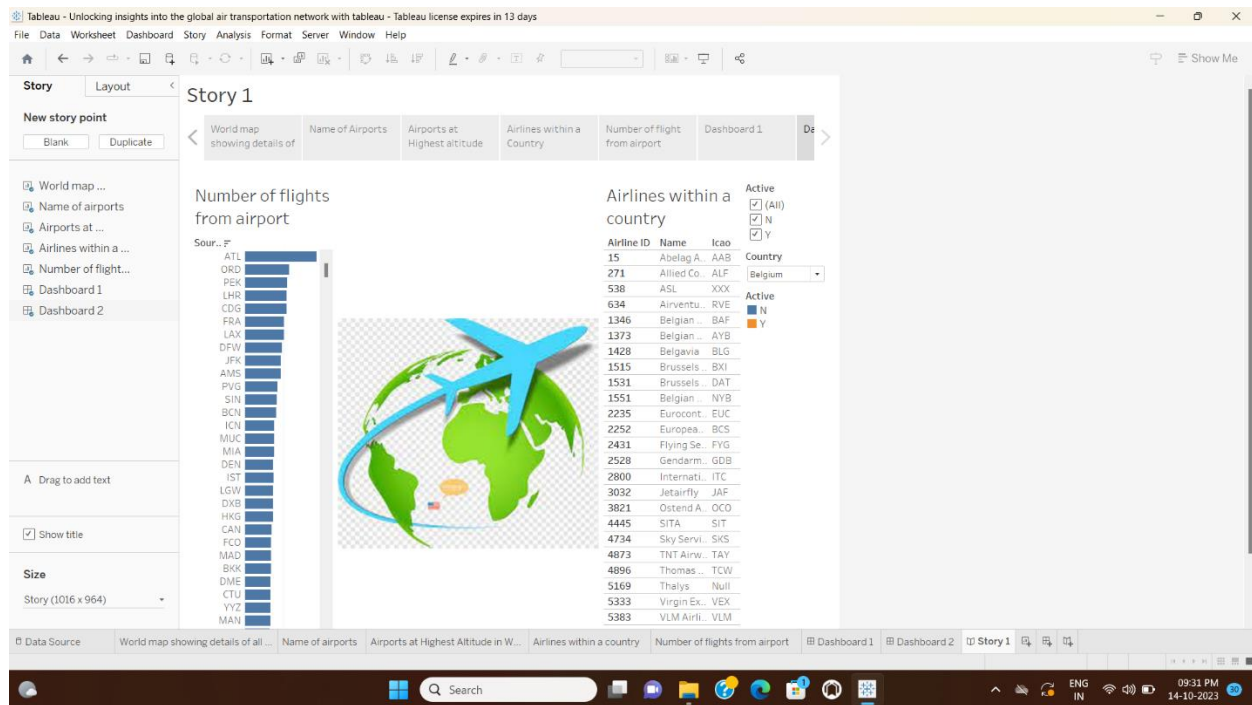 Tableau - Unlocking insights into the global air transportation network with tableau - Tableau license expires in 13 days
File Data Worksheet Dashboard Story Analysis Format Server Window Help
Show Me
Story Layout
New story point
Blank Duplicate
World map ...
Name of airports
Airports at ...
Airlines within a ...
Number of flight...
Dashboard 1
Dashboard 2
A Drag to add text
Show title
Size
Story (1016 x 964)
Story 1
World map showing details of
Name of Airports
Airports at Highest altitude
Airlines within a Country
Number of flight from airport
Dashboard 1
Da
Number of flights
from airport
Sour..
ATL
ORD
PEK
LHR
CDG
FRA
LAX
DFW
JFK
AMS
PVG
SIN
BCN
ICN
MUC
MIA
DEN
IST
LGW
DXB
HKG
CAN
FCO
MAD
BKK
DME
CTU
YYZ
MAN
Airlines within a
country
Airline ID Name Icao
15 Abelag A.. AAB
271 Allied Co.. ALF
538 ASL XXX
634 Airventu.. RVE
1346 Belgian .. BAF
1373 Belgian .. AYB
1428 Belgavia BLG
1515 Brussels .. BXI
1531 Brussels .. DAT
1551 Belgian .. NYB
2235 Eurocont.. EUC
2252 Europea.. BCS
2431 Flying Se.. FYG
2528 Gendarm.. GDB
2800 Internati.. ITC
3032 Jetairfly JAF
3821 Ostend A.. OCO
4445 SITA SIT
4734 Sky Servi.. SKS
4873 TNT Airw.. TAY
4896 Thomas .. TCW
5169 Thalys Null
5333 Virgin Ex.. VEX
5383 VLM Airli.. VLM
Active
(All)
N
Y
Country
Belgium
Active
N
Y
Data Source World map showing details of all ... Name of airports Airports at Highest Altitude in W... Airlines within a country Number of flights from airport Dashboard 1 Dashboard 2 Story 1
Search
ENG
IN
09:31 PM
14-10-2023
30